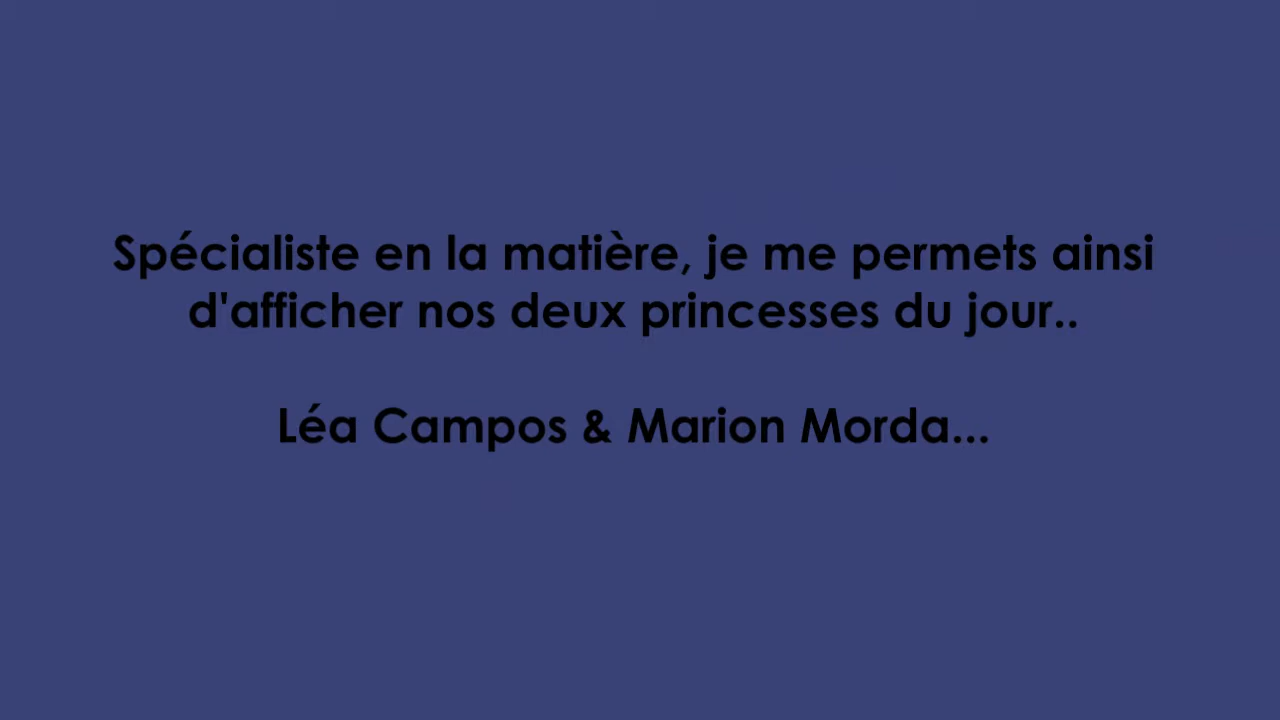 Spécialiste en la matière, je me permets ainsi
d'afficher nos deux princesses du jour..
Léa Campos & Marion Morda...